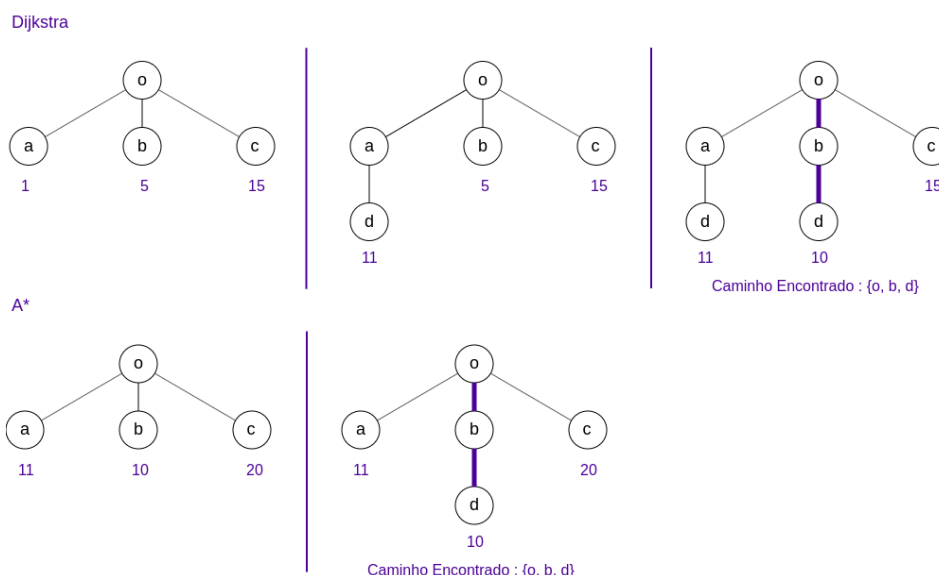 Dijkstra
o o o
a b c a b c a b c
1 5 15 5 15 15
d d d
11 11 10
Caminho Encontrado : {o, b, d}
A*
o o
a b c a b c
11 10 20 11 20
d
10
Caminho Encontrado : {o, b, d}